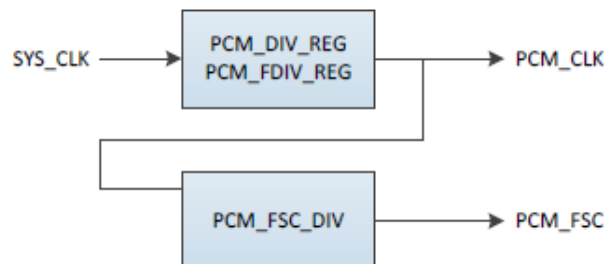 SYS_CLK
PCM_DIV_REG
PCM_FDIV_REG
PCM_CLK
PCM_FSC_DIV
PCM_FSC